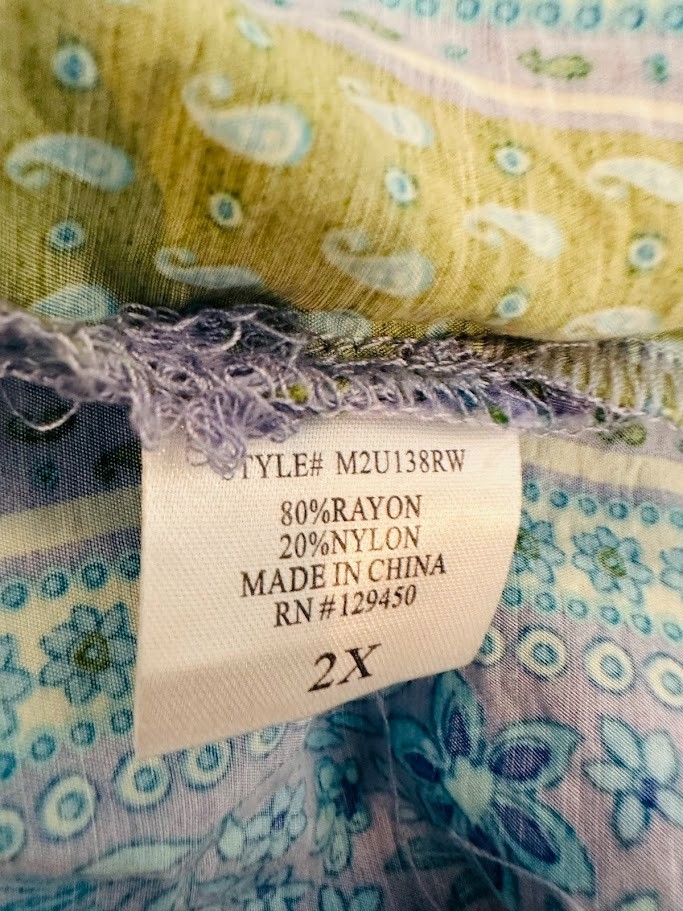 STYLE# M2U138RW
80%RAYON
20%NYLON
MADE IN CHINA
RN#129450
2X